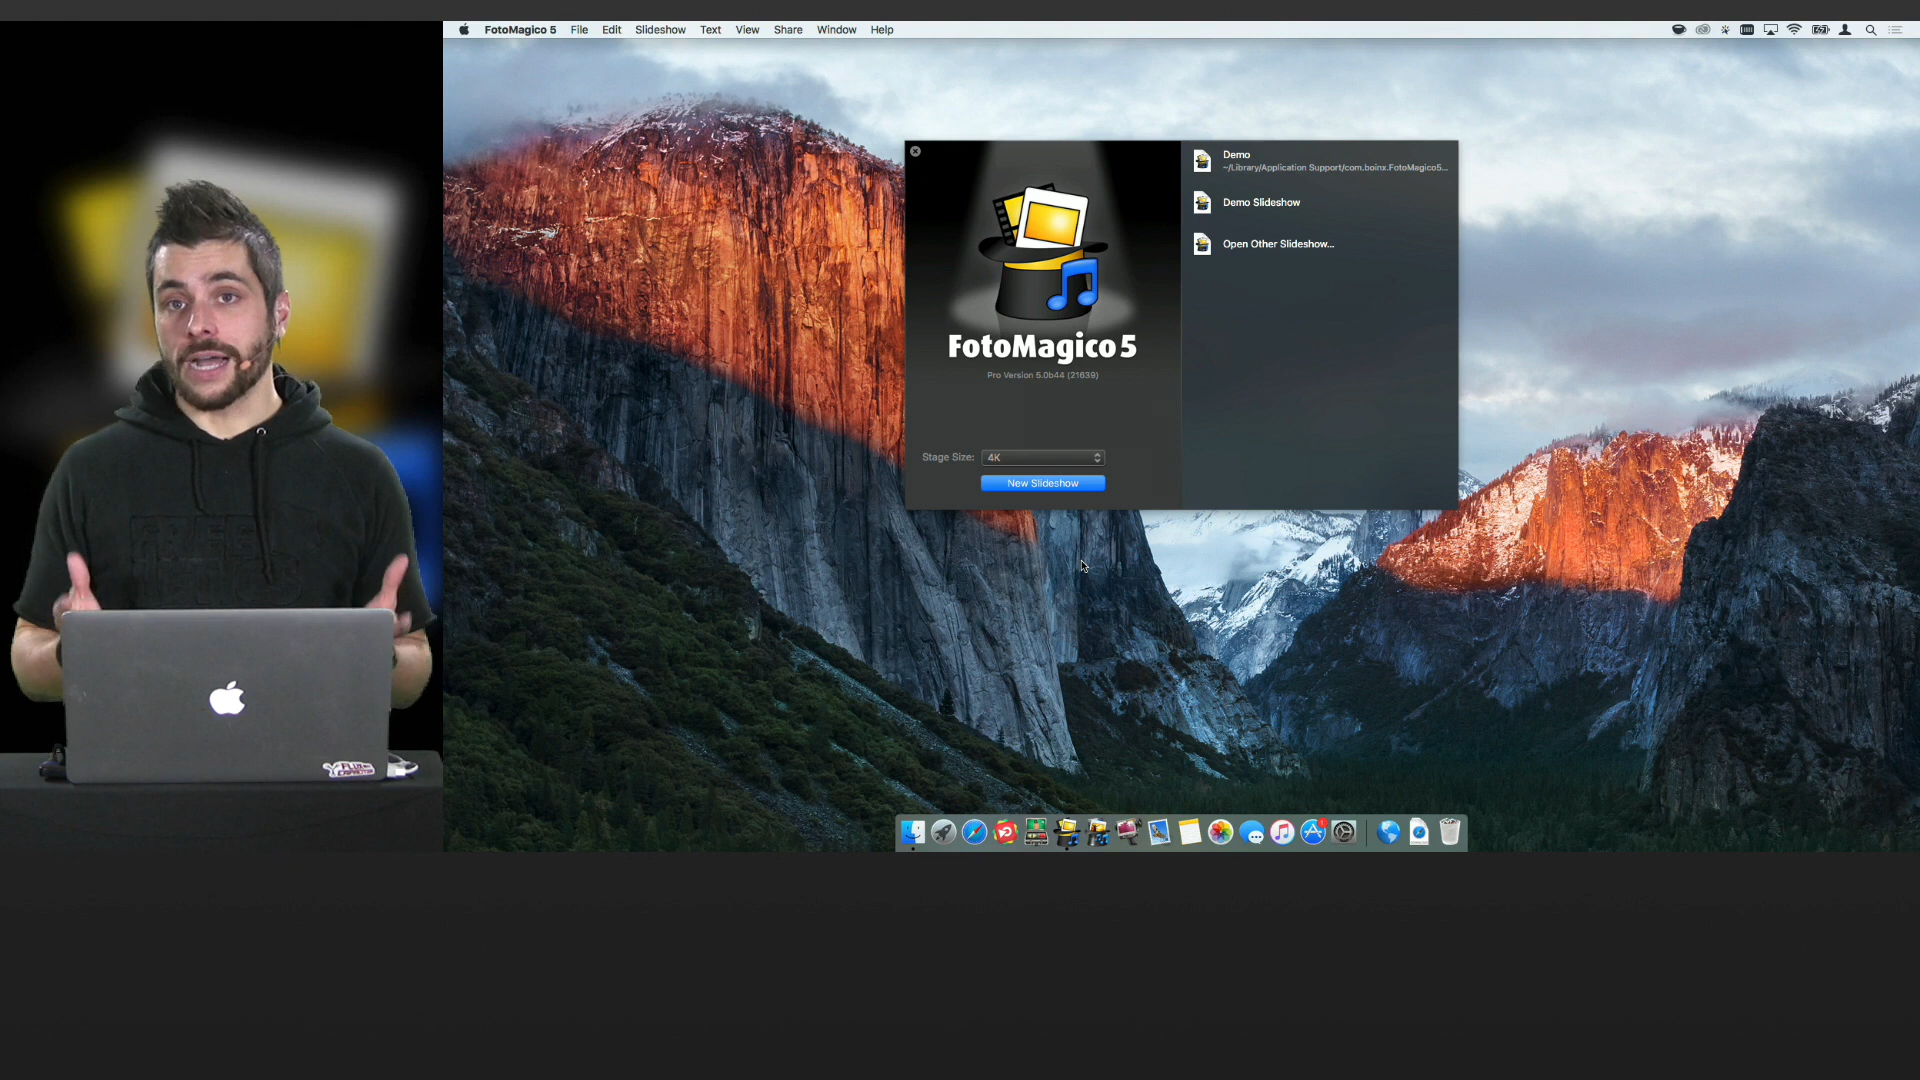 FotoMagico 5 File Edit Slideshow Text View Share Window Help
Demo
~/Library/Application Support/com.boinx.FotoMagico5...
Demo Slideshow
Open Other Slideshow...
FotoMagico 5
Pro Version 5.0b44 (21639)
Stage Size: 4K
New Slideshow